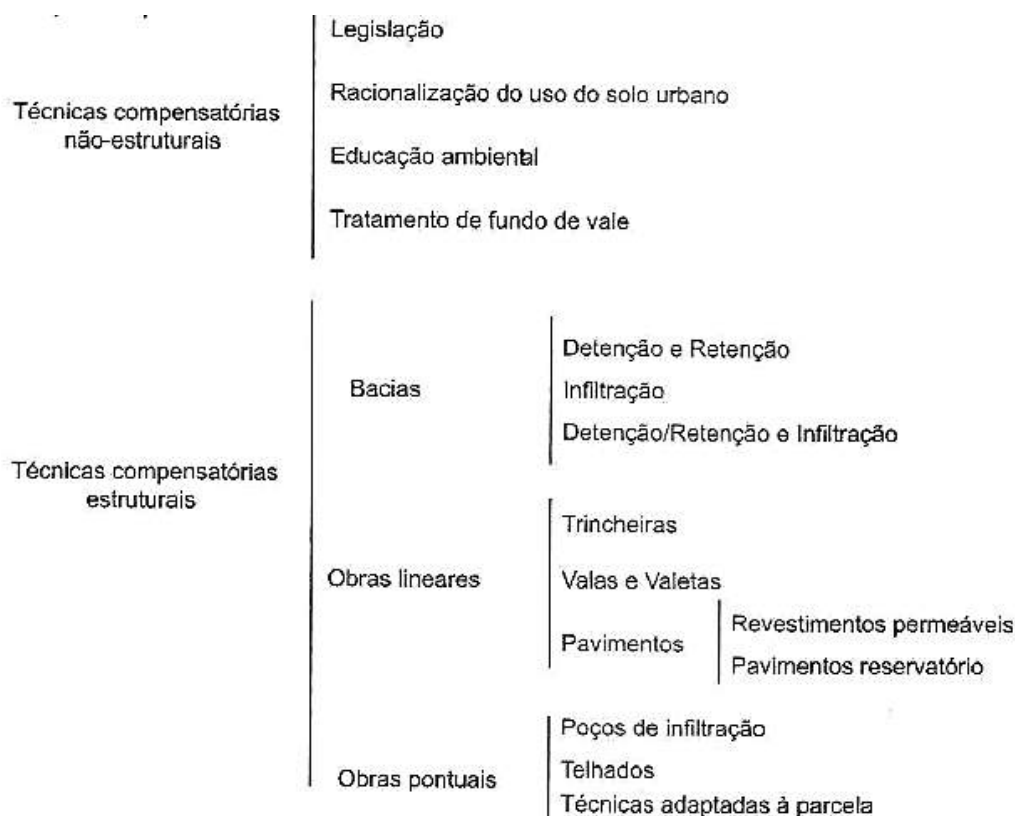 Legislação
Racionalização do uso do solo urbano
Técnicas compensatórias
não-estruturais
Educação ambiental
Tratamento de fundo de vale
Bacias
Detenção e Retenção
Infiltração
Detenção/Retenção e Infiltração
Técnicas compensatórias
estruturais
Obras lineares
Trincheiras
Valas e Valetas
Pavimentos
Revestimentos permeáveis
Pavimentos reservatório
Obras pontuais
Poços de infiltração
Telhados
Técnicas adaptadas à parcela